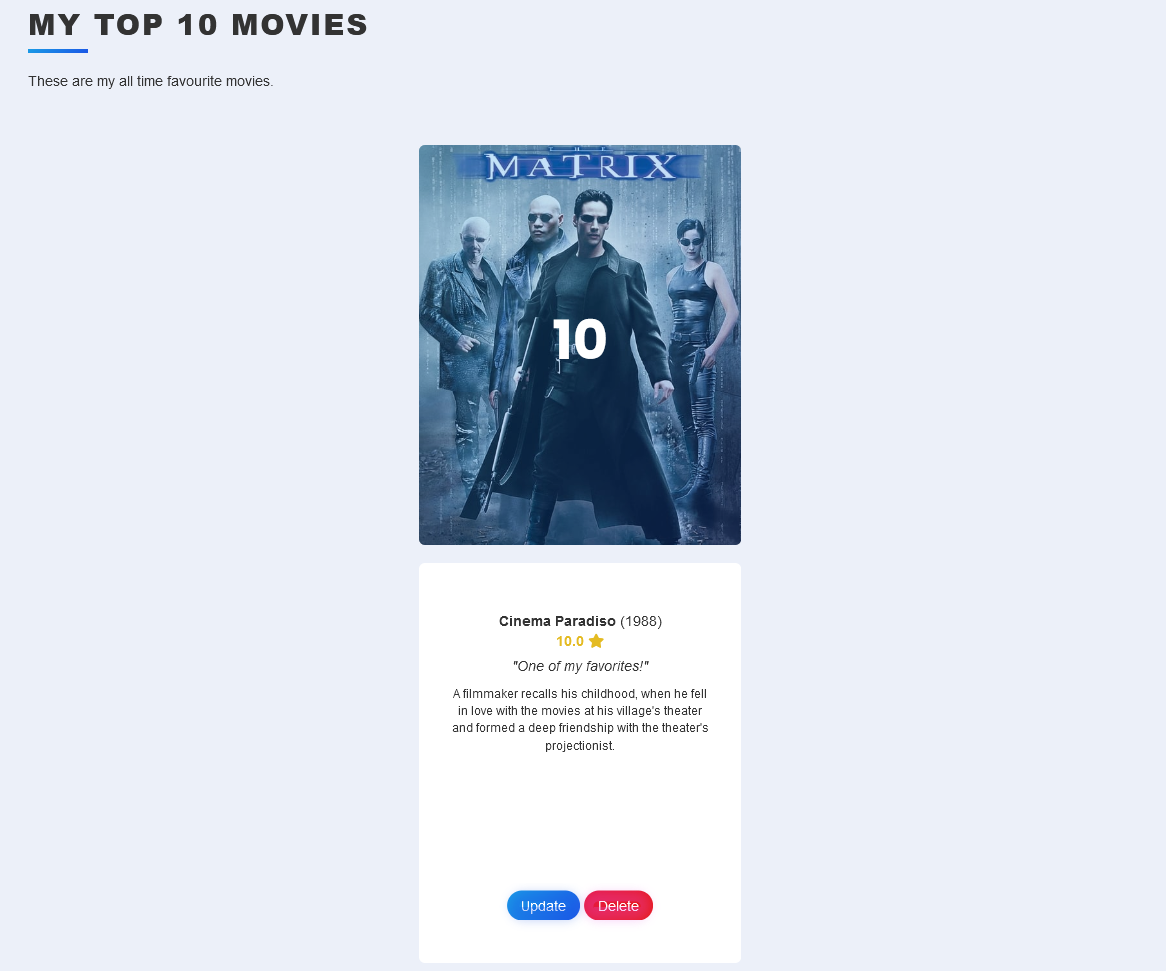 MY TOP 10 MOVIES
These are my all time favourite movies.
MATRIX
10
Cinema Paradiso (1988)
10.0
"One of my favorites!"
A filmmaker recalls his childhood, when he fell
in love with the movies at his village's theater
and formed a deep friendship with the theater's
projectionist.
Update Delete